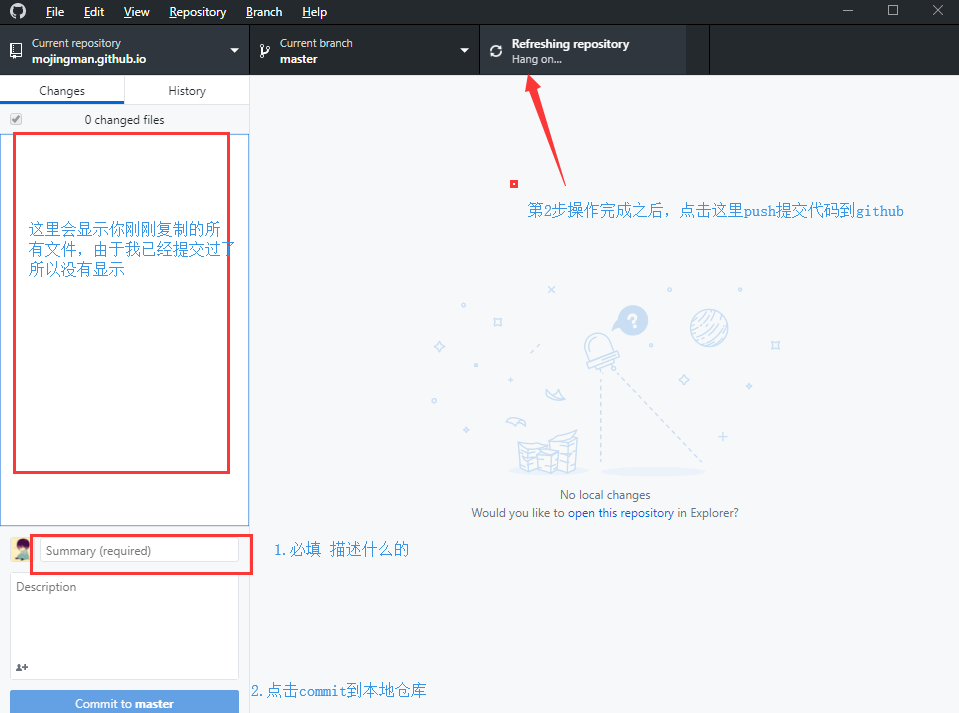 File Edit View Repository Branch Help
Current repository
mojingman.github.io
Current branch
master
Refreshing repository
Hang on...
Changes History
0 changed files
这里会显示你刚刚复制的所
有文件，由于我已经提交过了
所以没有显示
第2步操作完成之后，点击这里push提交代码到github
?
No local changes
Would you like to open this repository in Explorer?
Summary (required)
1.必填 描述什么的
Description
2.点击commit到本地仓库
Commit to master